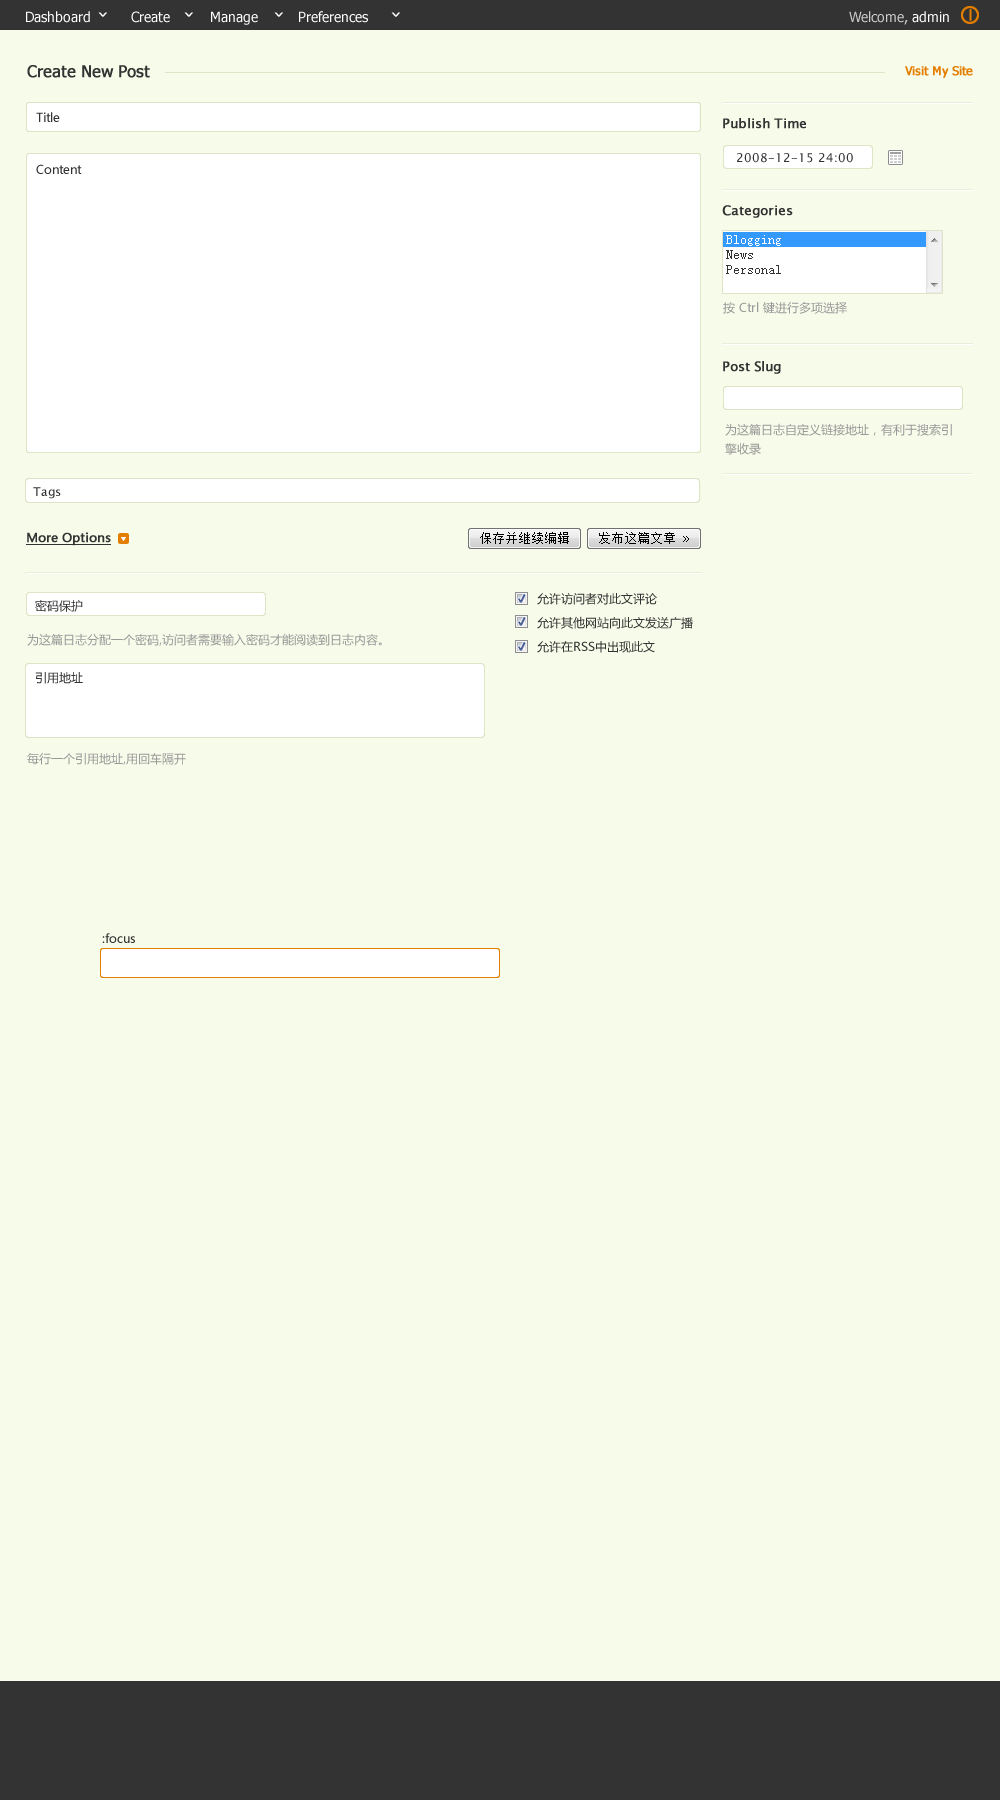 Dashboard Create Manage Preferences Welcome, admin
Create New Post Visit My Site
Title
Content
Tags
More Options 保存并继续编辑 发布这篇文章 »
密码保护
为这篇日志分配一个密码,访问者需要输入密码才能阅读到日志内容。
引用地址
每行一个引用地址,用回车隔开
允许访问者对此文评论
允许其他网站向此文发送广播
允许在RSS中出现此文
Publish Time
2008-12-15 24:00
Categories
Blogging
News
Personal
按 Ctrl 键进行多项选择
Post Slug
为这篇日志自定义链接地址，有利于搜索引
擎收录
:focus